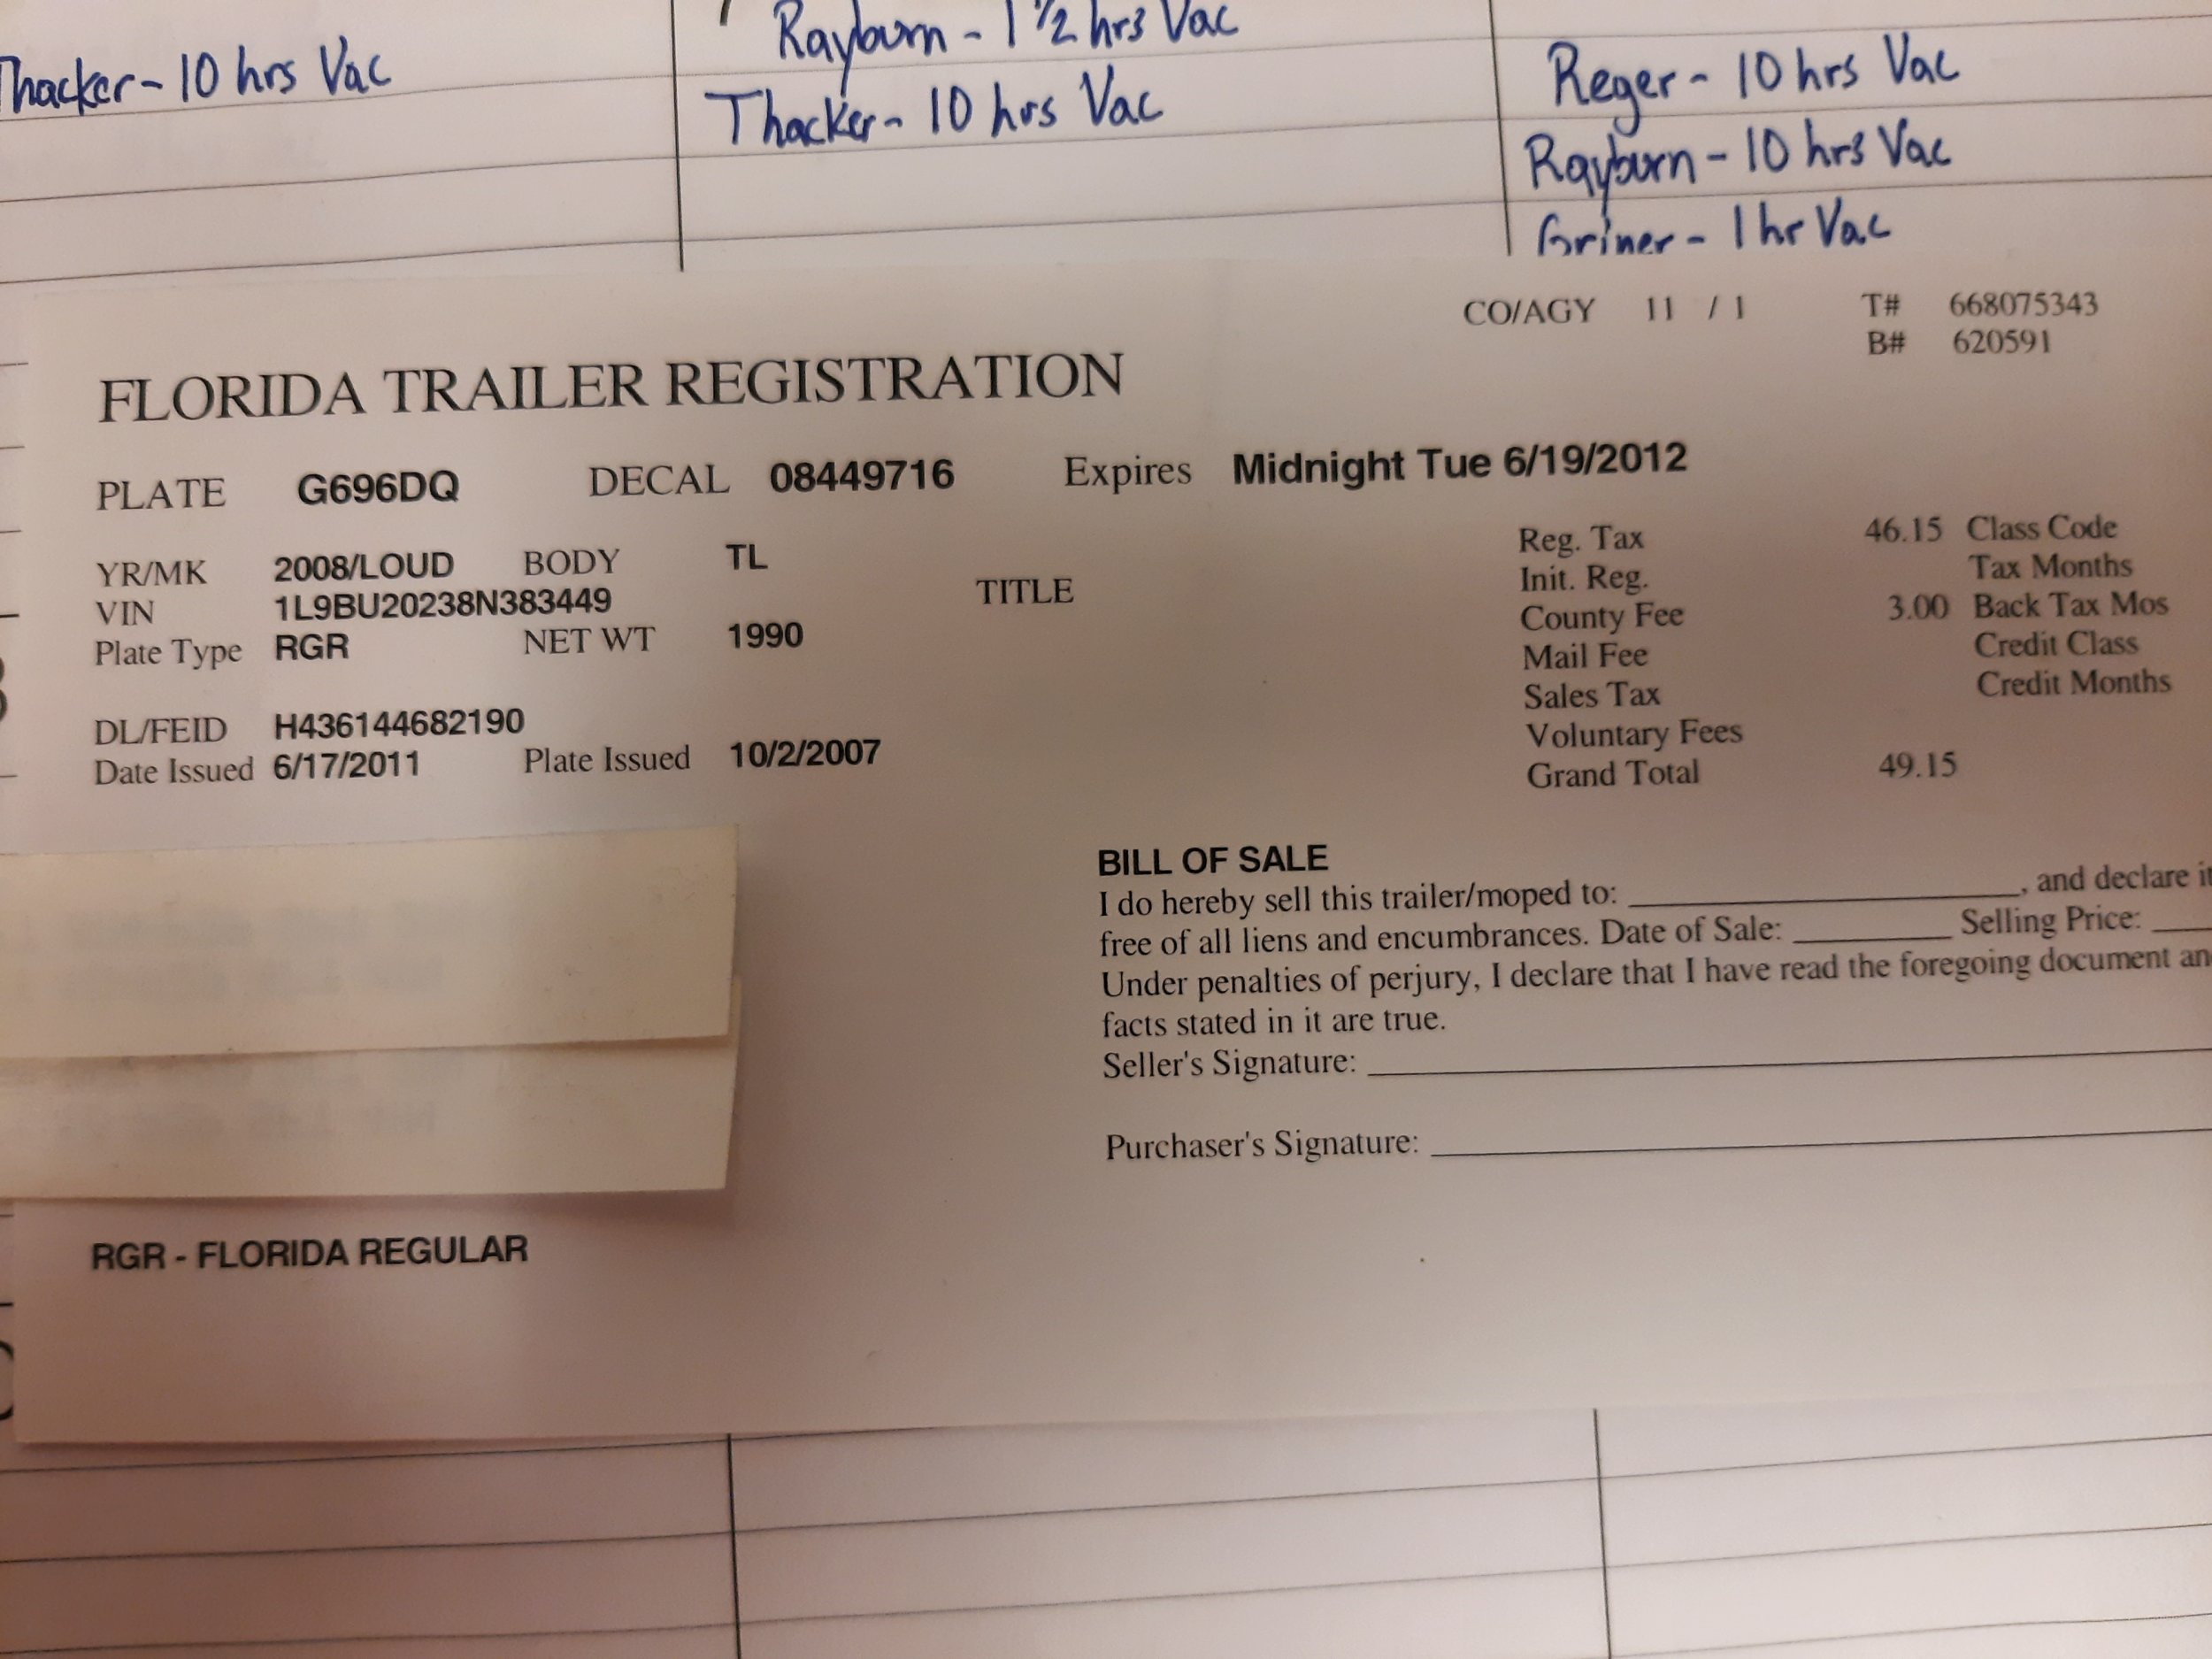 Thacker - 10 hrs Vac
Rayburn - 1 1/2 hrs Vac
Thacker - 10 hrs Vac
Reger - 10 hrs Vac
Rayburn - 10 hrs Vac
Griner - 1 hr Vac
CO/AGY 11 / 1 T# 668075343
B# 620591
FLORIDA TRAILER REGISTRATION
PLATE G696DQ DECAL 08449716 Expires Midnight Tue 6/19/2012
YR/MK 2008/LOUD BODY TL
VIN 1L9BU20238N383449 TITLE
Plate Type RGR NET WT 1990
DL/FEID H436144682190
Date Issued 6/17/2011 Plate Issued 10/2/2007
Reg. Tax 46.15 Class Code
Init. Reg. Tax Months
County Fee 3.00 Back Tax Mos
Mail Fee Credit Class
Sales Tax Credit Months
Voluntary Fees
Grand Total 49.15
BILL OF SALE
I do hereby sell this trailer/moped to: ____________________, and declare it
free of all liens and encumbrances. Date of Sale: ________ Selling Price: ___
Under penalties of perjury, I declare that I have read the foregoing document an
facts stated in it are true.
Seller's Signature: ____________________
Purchaser's Signature: ____________________
RGR - FLORIDA REGULAR